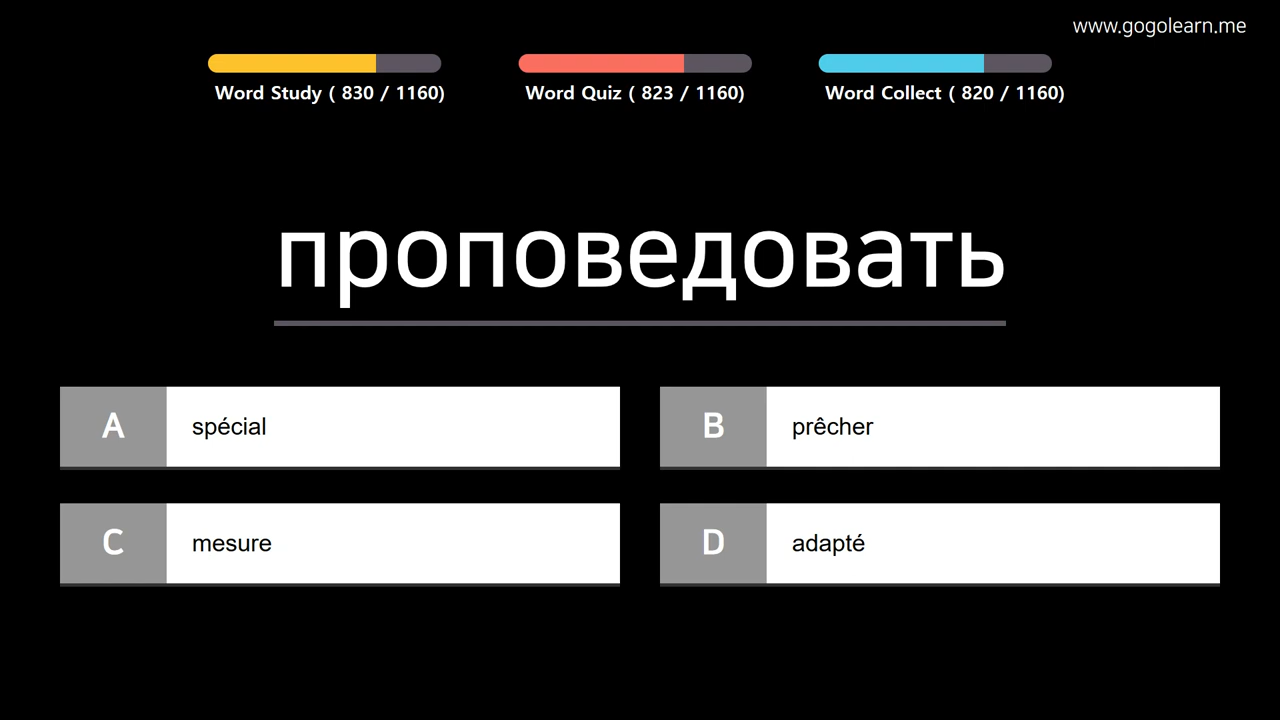 www.gogolearn.me
Word Study ( 830 / 1160)
Word Quiz ( 823 / 1160)
Word Collect ( 820 / 1160)
проповедовать
A spécial
B prêcher
C mesure
D adapté